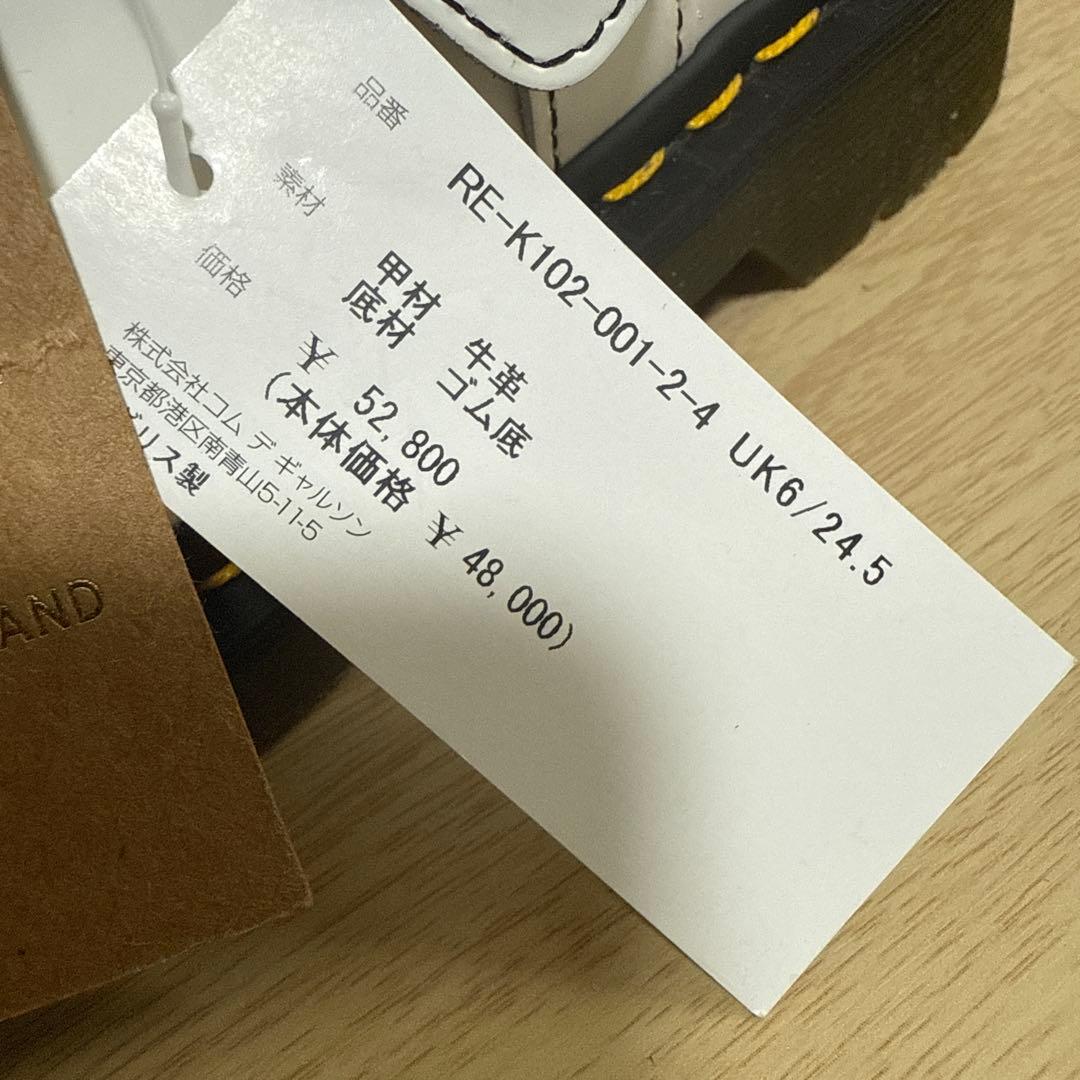 品番 RE-K102-001-2-4 UK6/24.5
素材 甲材 牛革
底材 ゴム底
価格 ¥ 52,800
(本体価格 ¥ 48,000)
株式会社コム デ ギャルソン
東京都港区南青山5-11-5
リス製
AND